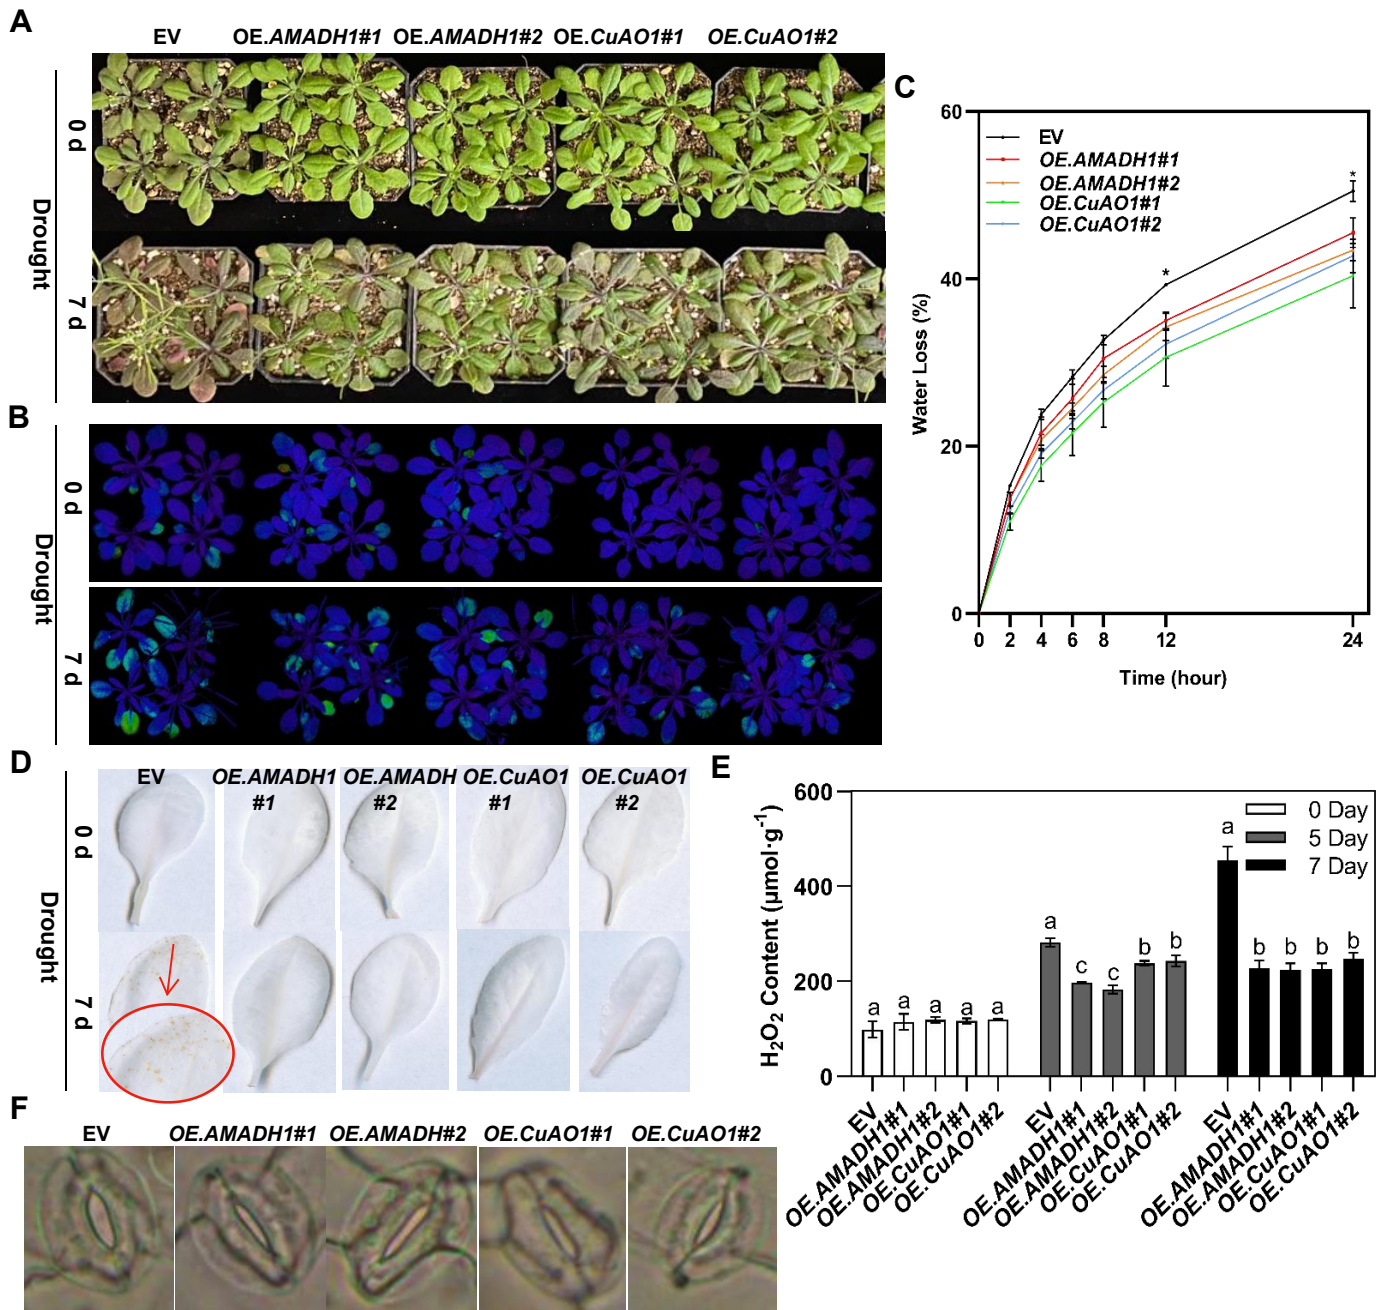 A
EV OE.AMADH1#1 OE.AMADH1#2 OE.CuAO1#1 OE.CuAO1#2
0 d
Drought
7 d
B
0 d
Drought
7 d
C
60
40
20
0
Water Loss (%)
EV
OE.AMADH1#1
OE.AMADH1#2
OE.CuAO1#1
OE.CuAO1#2
*
*
0 2 4 6 8 12 24
Time (hour)
D
EV OE.AMADH1 OE.AMADH OE.CuAO1 OE.CuAO1
#1 #2 #1 #2
0 d
Drought
7 d
E
600
400
200
0
H₂O₂ Content (μmol·g⁻¹)
0 Day
5 Day
7 Day
a a a a a
a c c b b
a b b b b
EV OE.AMADH1#1 OE.AMADH1#2 OE.CuAO1#1 OE.CuAO1#2
EV OE.AMADH1#1 OE.AMADH1#2 OE.CuAO1#1 OE.CuAO1#2
EV OE.AMADH1#1 OE.AMADH1#2 OE.CuAO1#1 OE.CuAO1#2
F
EV OE.AMADH1#1 OE.AMADH#2 OE.CuAO1#1 OE.CuAO1#2